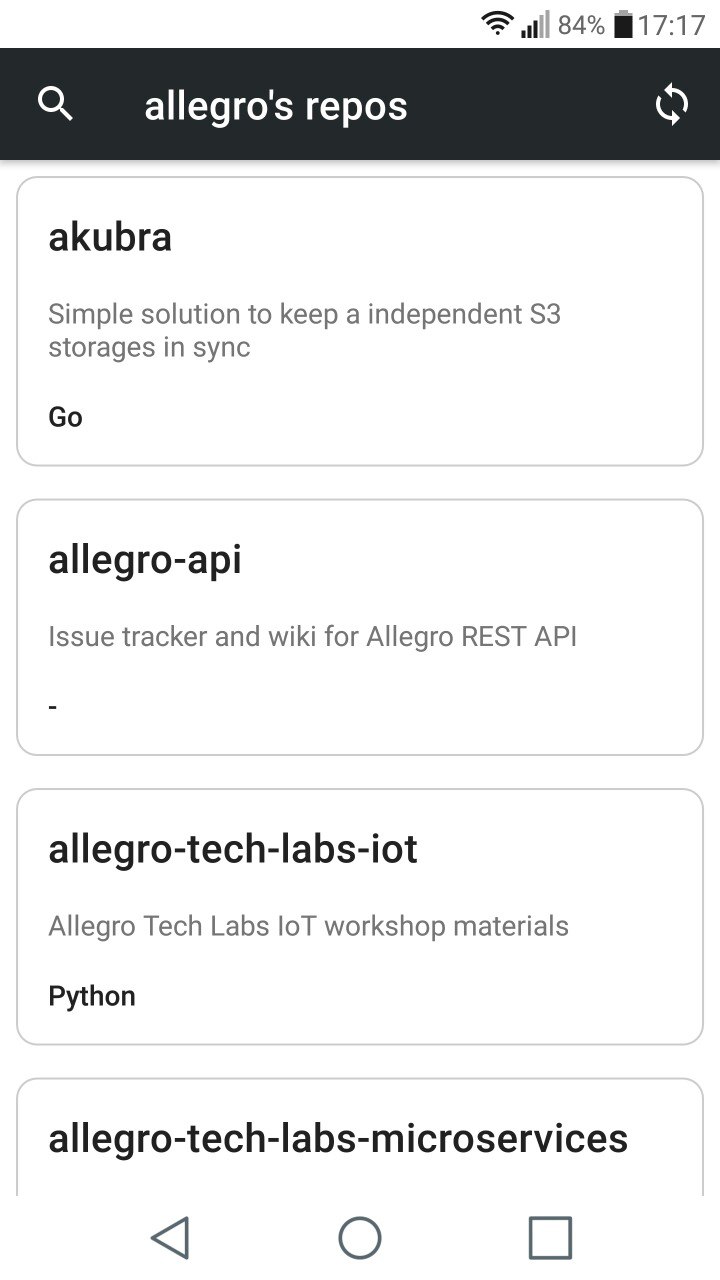 84% 17:17
allegro's repos
akubra
Simple solution to keep a independent S3
storages in sync
Go
allegro-api
Issue tracker and wiki for Allegro REST API
-
allegro-tech-labs-iot
Allegro Tech Labs IoT workshop materials
Python
allegro-tech-labs-microservices